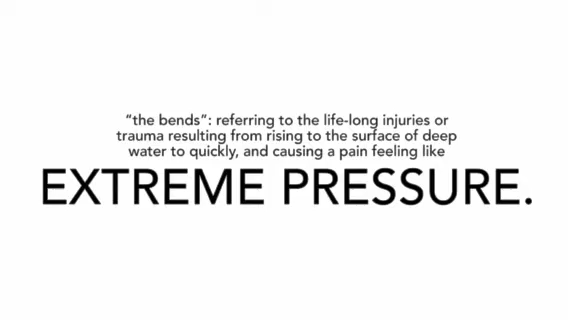 “the bends”: referring to the life-long injuries or
trauma resulting from rising to the surface of deep
water to quickly, and causing a pain feeling like
EXTREME PRESSURE.